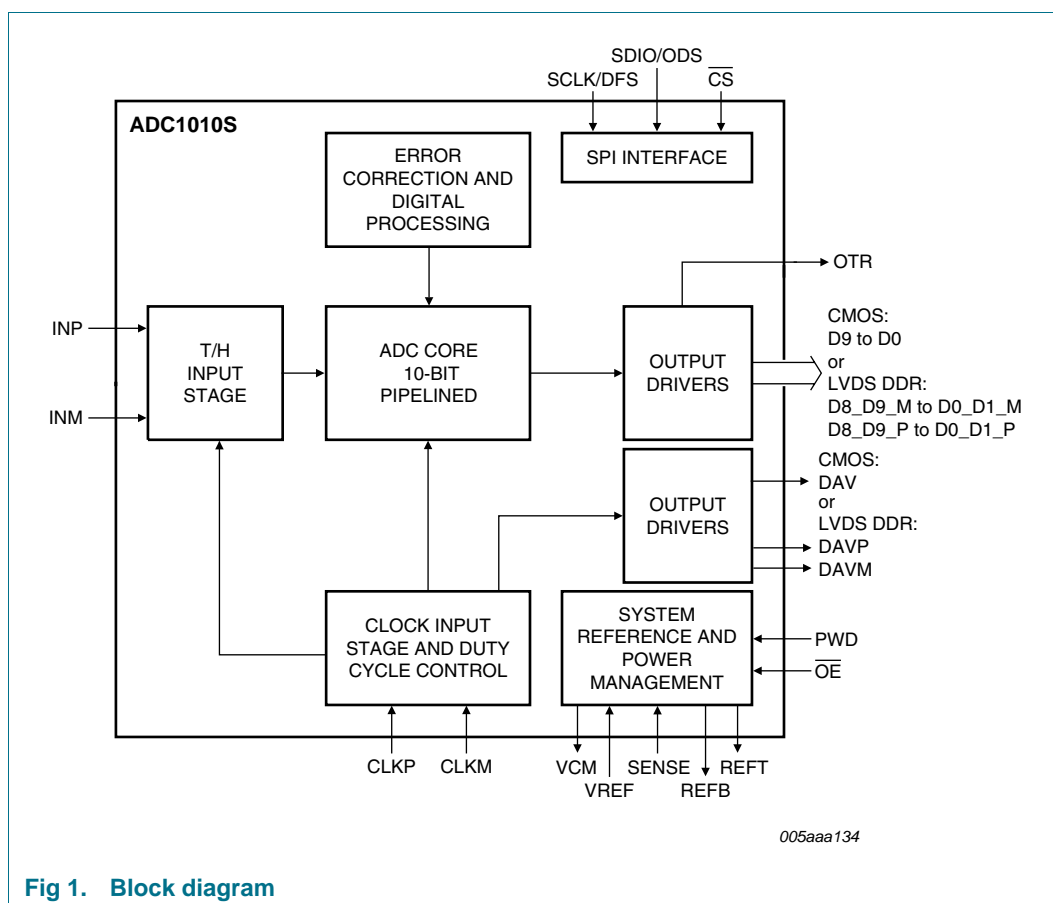 SDIO/ODS
SCLK/DFS
C̅S̅
ADC1010S
ERROR
CORRECTION AND
DIGITAL
PROCESSING
SPI INTERFACE
OTR
INP
INM
T/H
INPUT
STAGE
ADC CORE
10-BIT
PIPELINED
OUTPUT
DRIVERS
CMOS:
D9 to D0
or
LVDS DDR:
D8_D9_M to D0_D1_M
D8_D9_P to D0_D1_P
OUTPUT
DRIVERS
CMOS:
DAV
or
LVDS DDR:
DAVP
DAVM
CLOCK INPUT
STAGE AND DUTY
CYCLE CONTROL
SYSTEM
REFERENCE AND
POWER
MANAGEMENT
PWD
O̅E̅
CLKP
CLKM
VCM
VREF
SENSE
REFB
REFT
005aaa134
Fig 1. Block diagram